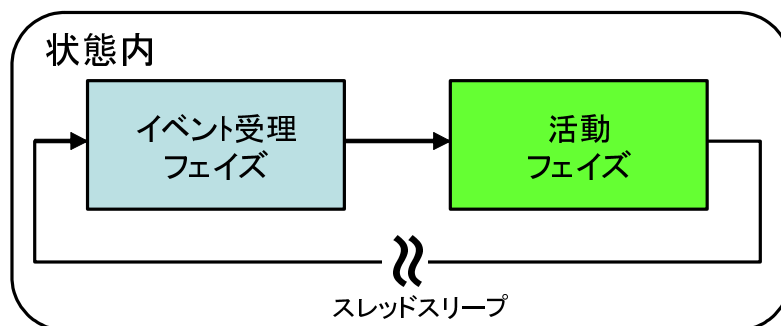 状態内
イベント受理
フェイズ
活動
フェイズ
スレッドスリープ